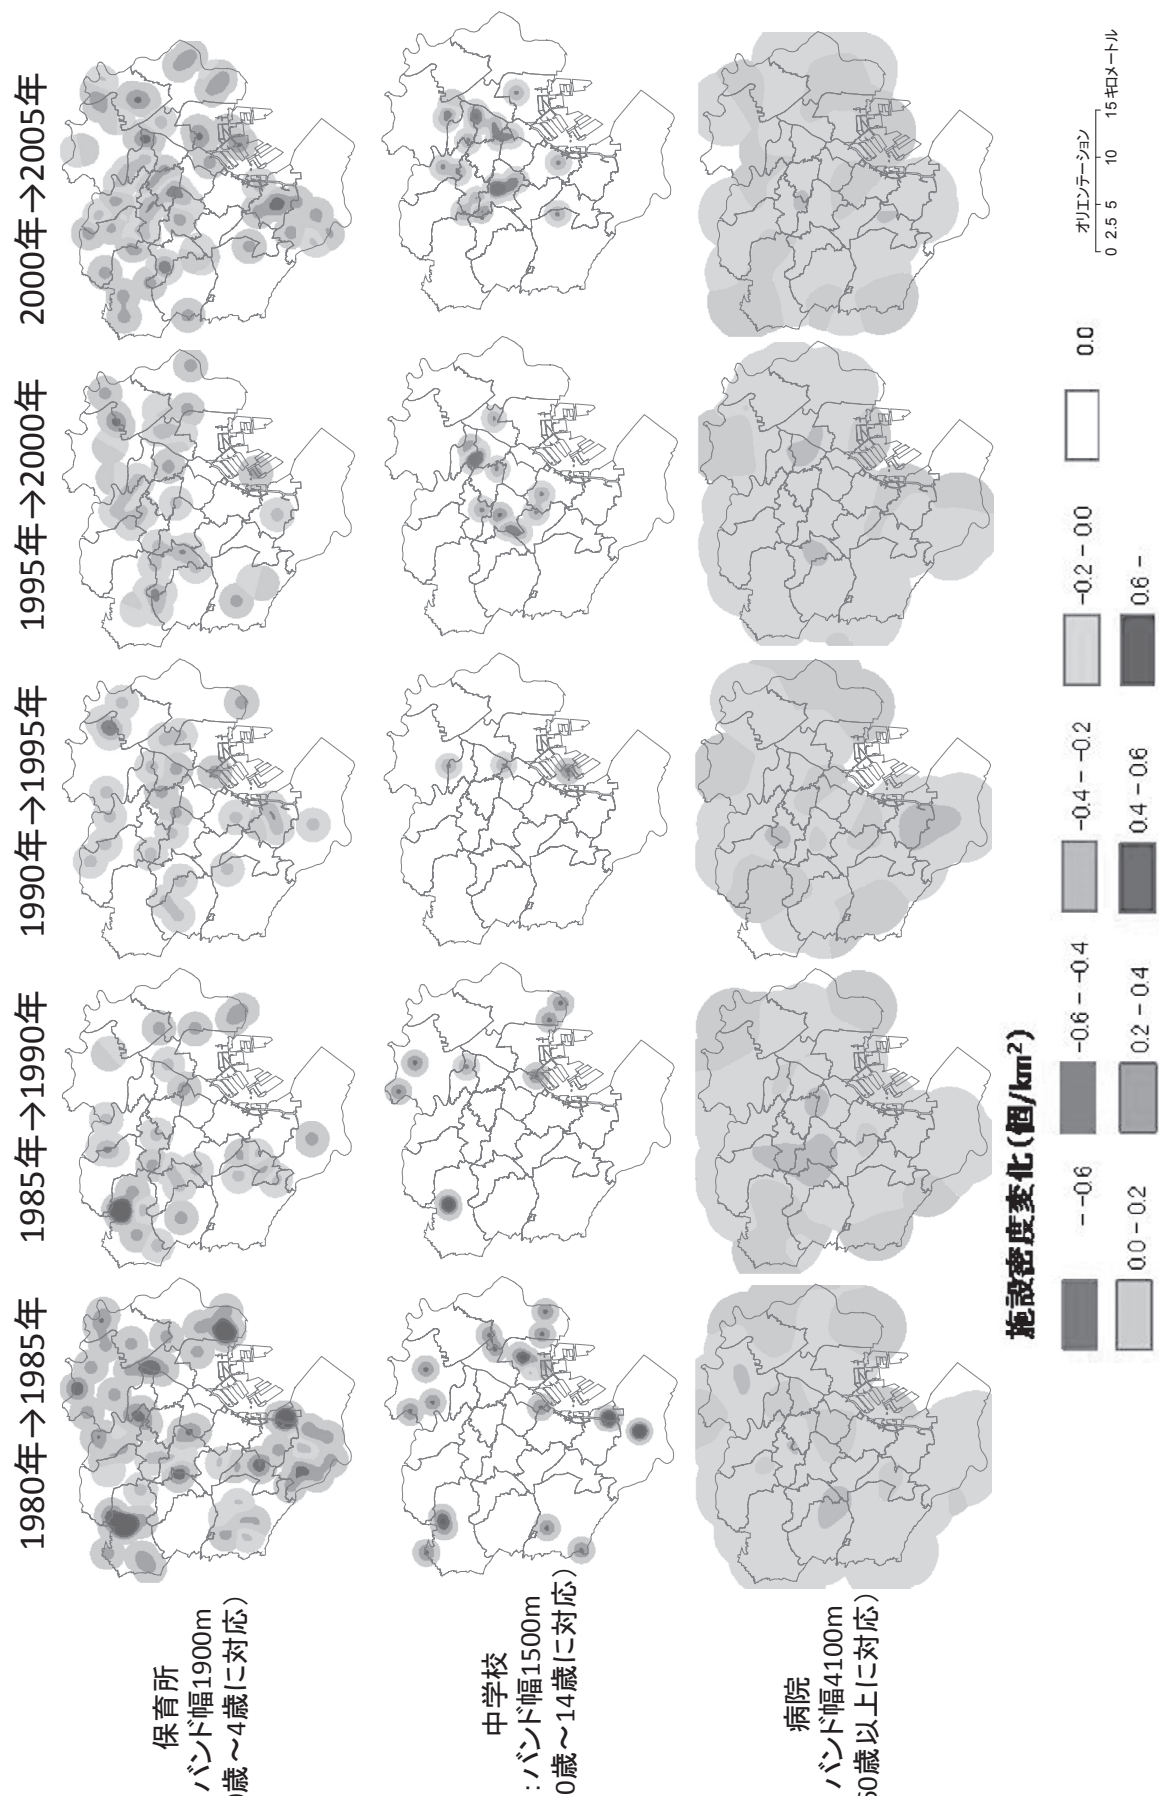 1980年→1985年
1985年→1990年
1990年→1995年
1995年→2000年
2000年→2005年
保育所
バンド幅1900m
歳~4歳に対応)
中学校
:バンド幅1500m
0歳~14歳に対応)
病院
バンド幅4100m
60歳以上に対応)
施設密度変化(個/km²)
- -0.6
-0.6 - -0.4
-0.4 - -0.2
-0.2 - 0.0
0.0
0.0 - 0.2
0.2 - 0.4
0.4 - 0.6
0.6 -
オリエンテーション
0 2.5 5 10 15 キロメートル